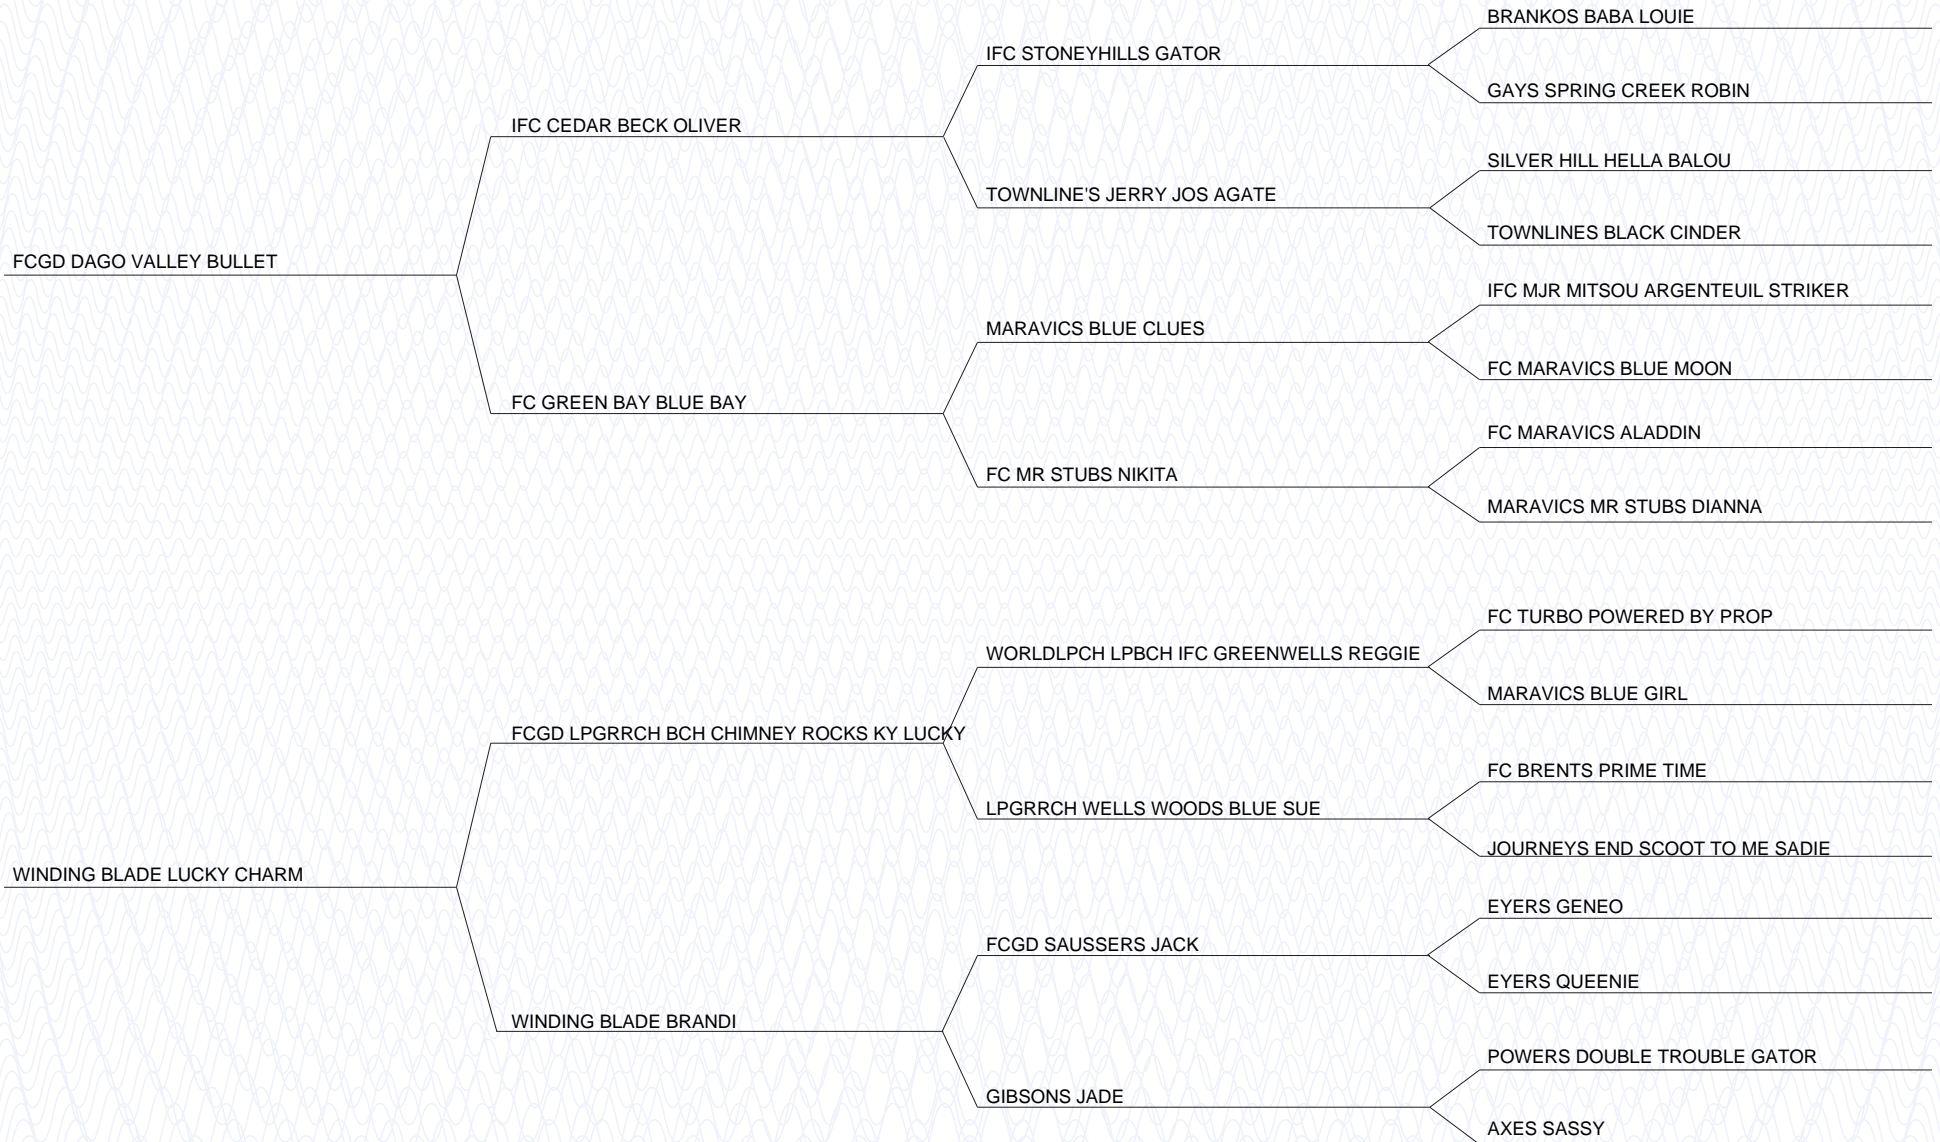 BRANKOS BABA LOUIE
IFC STONEYHILLS GATOR
GAYS SPRING CREEK ROBIN
IFC CEDAR BECK OLIVER
SILVER HILL HELLA BALOU
TOWNLINE'S JERRY JOS AGATE
TOWNLINES BLACK CINDER
FCGD DAGO VALLEY BULLET
IFC MJR MITSOU ARGENTEUIL STRIKER
MARAVICS BLUE CLUES
FC MARAVICS BLUE MOON
FC GREEN BAY BLUE BAY
FC MARAVICS ALADDIN
FC MR STUBS NIKITA
MARAVICS MR STUBS DIANNA
FC TURBO POWERED BY PROP
WORLDLPCH LPBCH IFC GREENWELLS REGGIE
MARAVICS BLUE GIRL
FCGD LPGRRCH BCH CHIMNEY ROCKS KY LUCKY
FC BRENTS PRIME TIME
LPGRRCH WELLS WOODS BLUE SUE
JOURNEYS END SCOOT TO ME SADIE
WINDING BLADE LUCKY CHARM
EYERS GENEO
FCGD SAUSSERS JACK
EYERS QUEENIE
WINDING BLADE BRANDI
POWERS DOUBLE TROUBLE GATOR
GIBSONS JADE
AXES SASSY